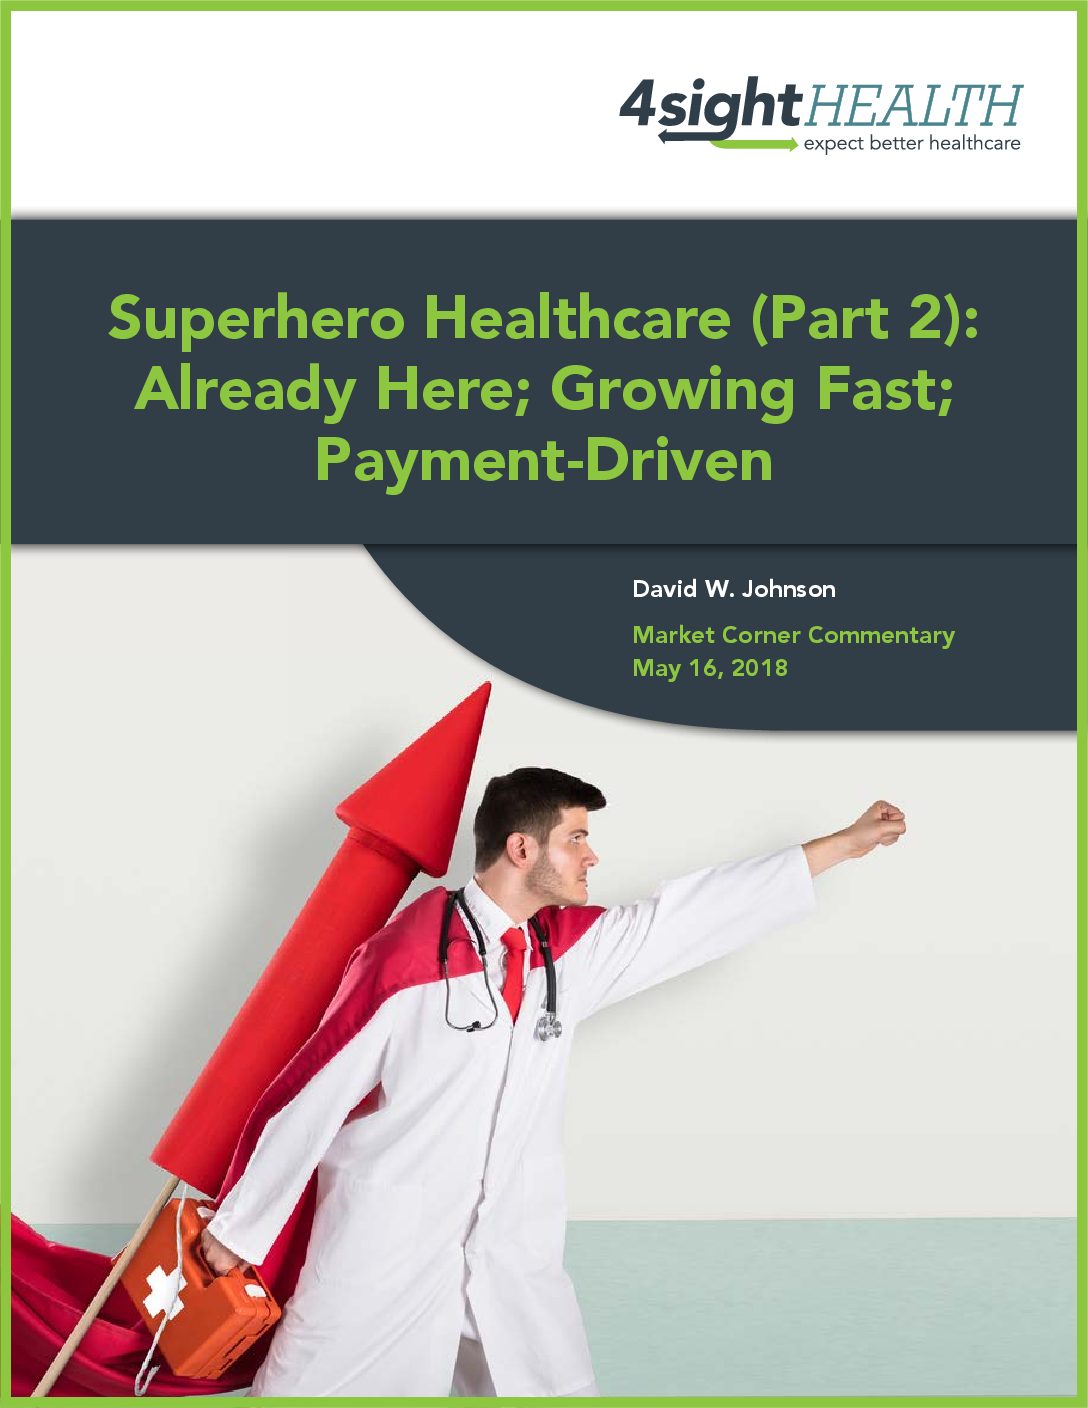 4sightHEALTH
expect better healthcare
Superhero Healthcare (Part 2):
Already Here; Growing Fast;
Payment-Driven
David W. Johnson
Market Corner Commentary
May 16, 2018